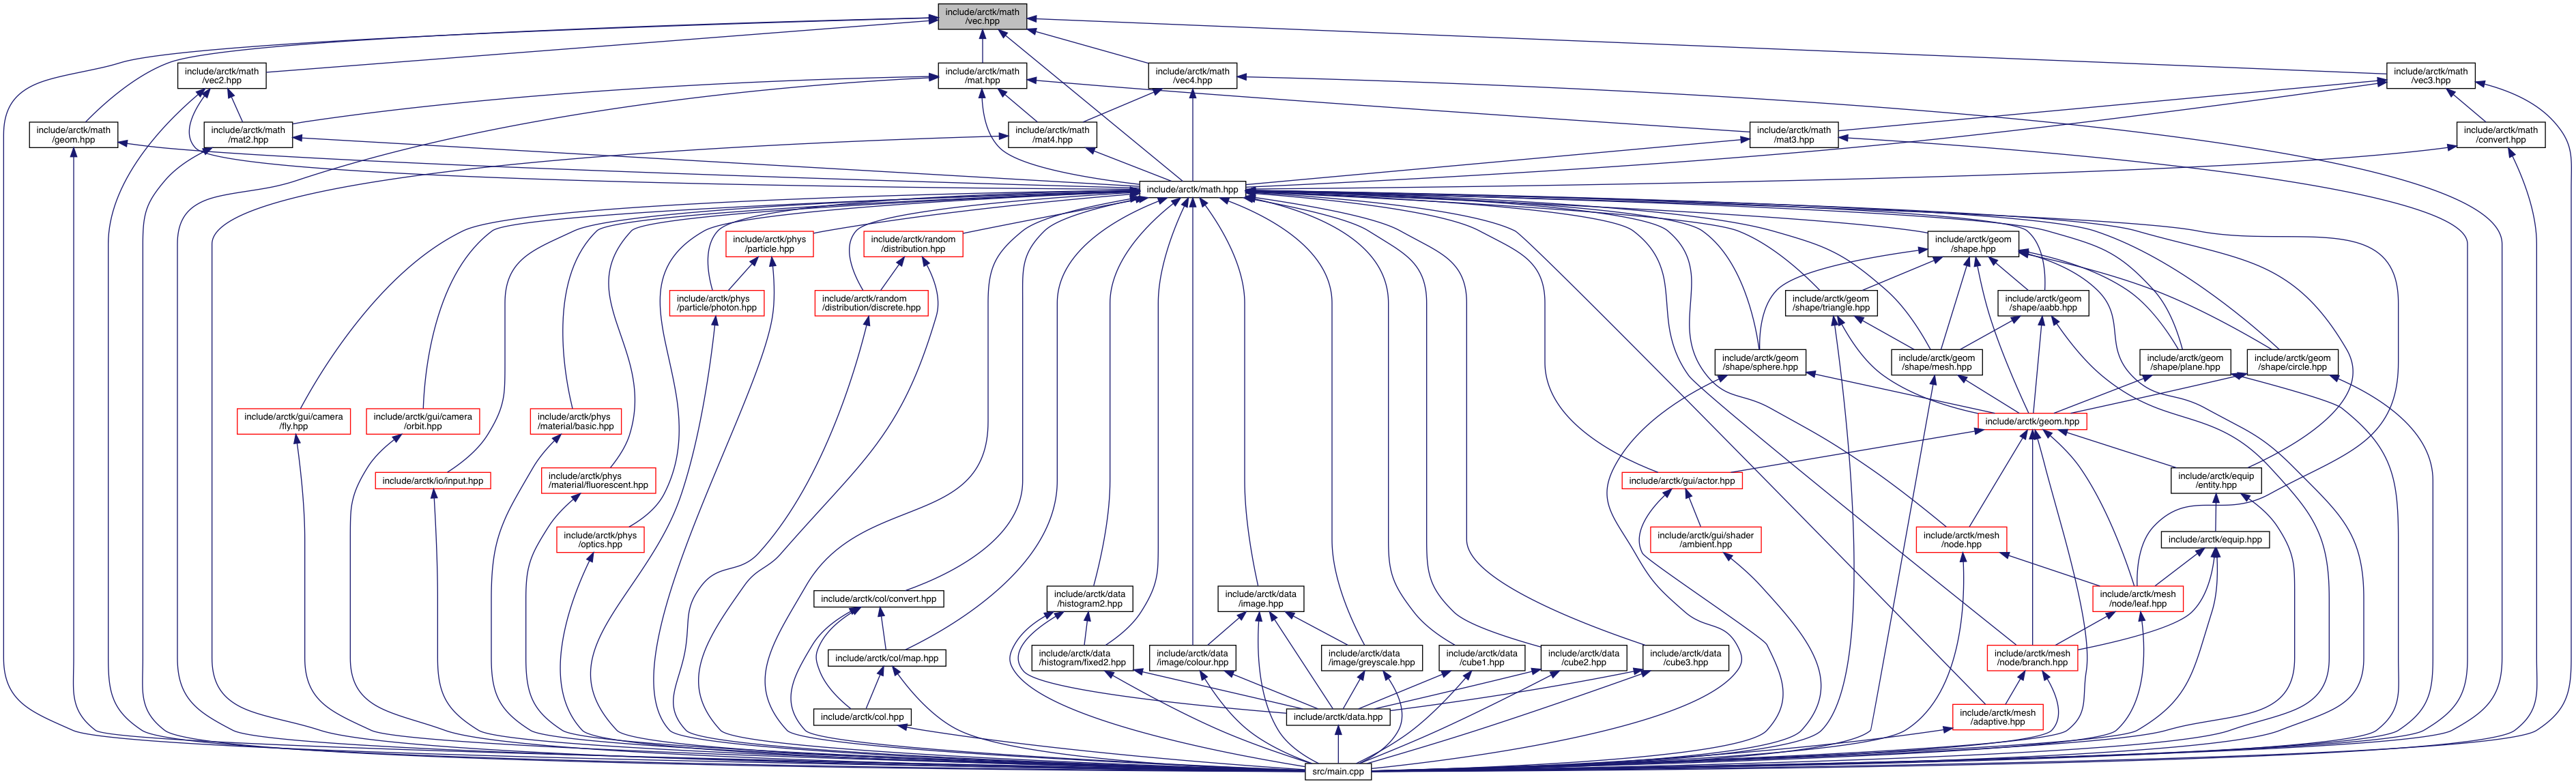 include/arctk/math
/vec.hpp
include/arctk/math
/vec2.hpp
include/arctk/math
/mat.hpp
include/arctk/math
/vec4.hpp
include/arctk/math
/vec3.hpp
include/arctk/math
/geom.hpp
include/arctk/math
/mat2.hpp
include/arctk/math
/mat4.hpp
include/arctk/math
/mat3.hpp
include/arctk/math
/convert.hpp
include/arctk/math.hpp
include/arctk/phys
/particle.hpp
include/arctk/random
/distribution.hpp
include/arctk/geom
/shape.hpp
include/arctk/phys
/particle/photon.hpp
include/arctk/random
/distribution/discrete.hpp
include/arctk/geom
/shape/triangle.hpp
include/arctk/geom
/shape/aabb.hpp
include/arctk/geom
/shape/sphere.hpp
include/arctk/geom
/shape/mesh.hpp
include/arctk/geom
/shape/plane.hpp
include/arctk/geom
/shape/circle.hpp
include/arctk/gui/camera
/fly.hpp
include/arctk/gui/camera
/orbit.hpp
include/arctk/phys
/material/basic.hpp
include/arctk/geom.hpp
include/arctk/io/input.hpp
include/arctk/phys
/material/fluorescent.hpp
include/arctk/gui/actor.hpp
include/arctk/equip
/entity.hpp
include/arctk/phys
/optics.hpp
include/arctk/gui/shader
/ambient.hpp
include/arctk/mesh
/node.hpp
include/arctk/equip.hpp
include/arctk/col/convert.hpp
include/arctk/data
/histogram2.hpp
include/arctk/data
/image.hpp
include/arctk/mesh
/node/leaf.hpp
include/arctk/col/map.hpp
include/arctk/data
/histogram/fixed2.hpp
include/arctk/data
/image/colour.hpp
include/arctk/data
/image/greyscale.hpp
include/arctk/data
/cube1.hpp
include/arctk/data
/cube2.hpp
include/arctk/data
/cube3.hpp
include/arctk/mesh
/node/branch.hpp
include/arctk/col.hpp
include/arctk/data.hpp
include/arctk/mesh
/adaptive.hpp
src/main.cpp